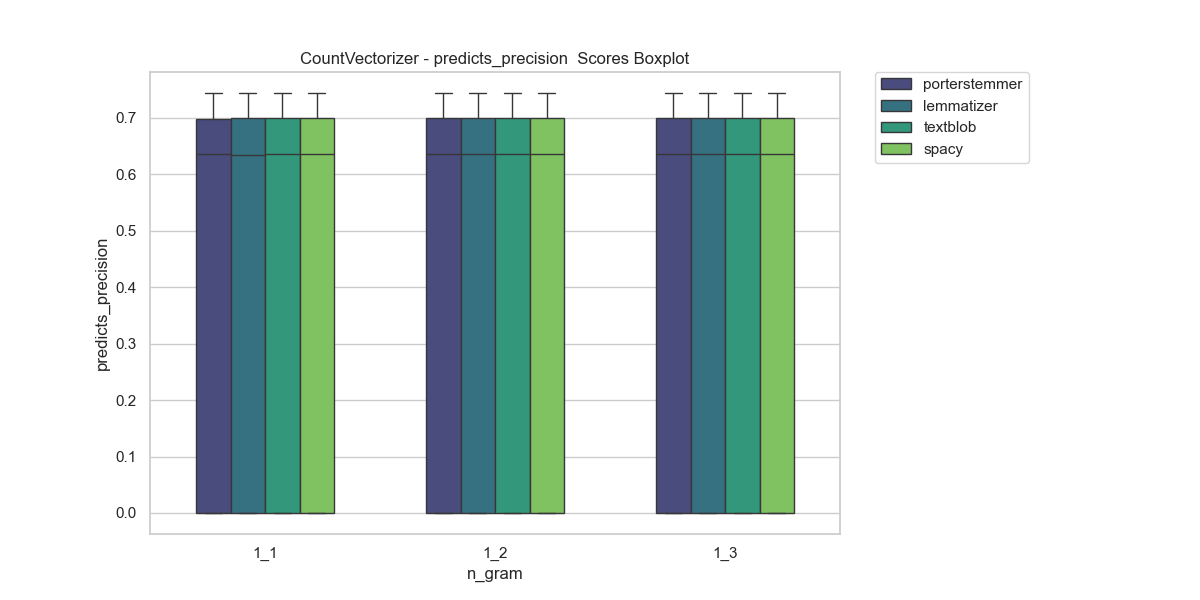 CountVectorizer - predicts_precision  Scores Boxplot
porterstemmer
lemmatizer
textblob
spacy
predicts_precision
0.7
0.6
0.5
0.4
0.3
0.2
0.1
0.0
1_1
1_2
1_3
n_gram